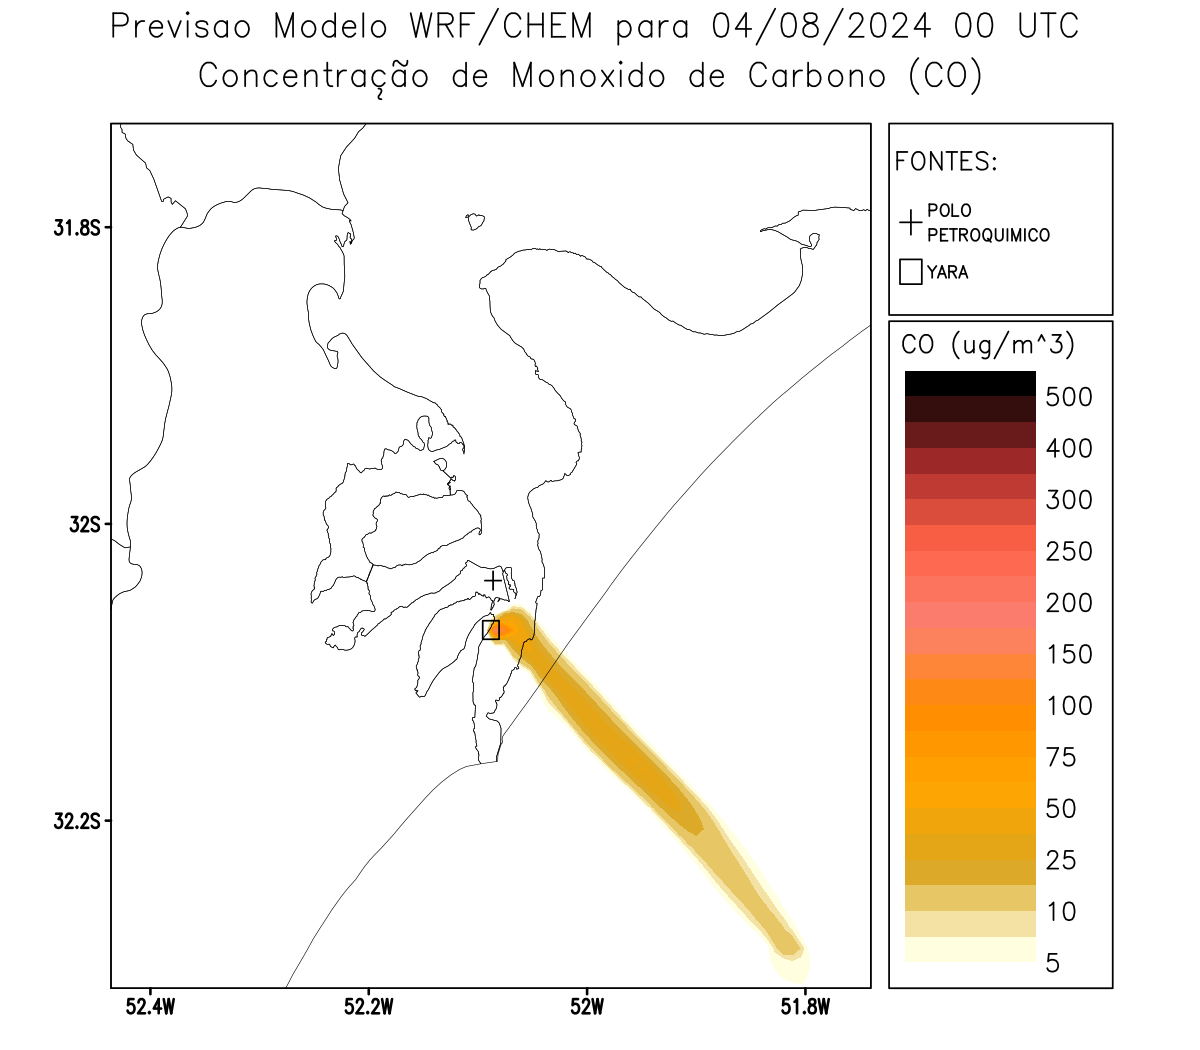 Previsao Modelo WRF/CHEM para 04/08/2024 00 UTC
Concentração de Monoxido de Carbono (CO)
FONTES:
POLO
PETROQUIMICO
YARA
CO (ug/m^3)
500
400
300
250
200
150
100
75
50
25
10
5
31.8S
32S
32.2S
52.4W
52.2W
52W
51.8W